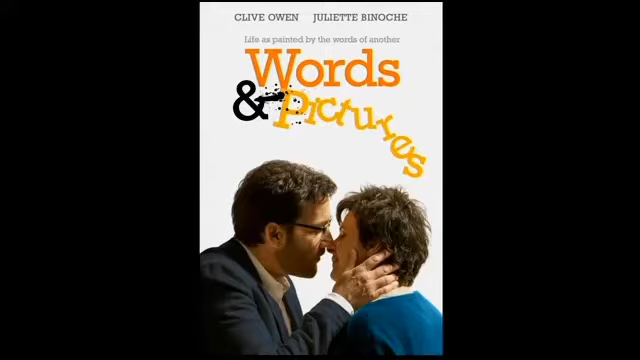 CLIVE OWEN JULIETTE BINOCHE
Life as painted by the words of another
Words
& Pictures